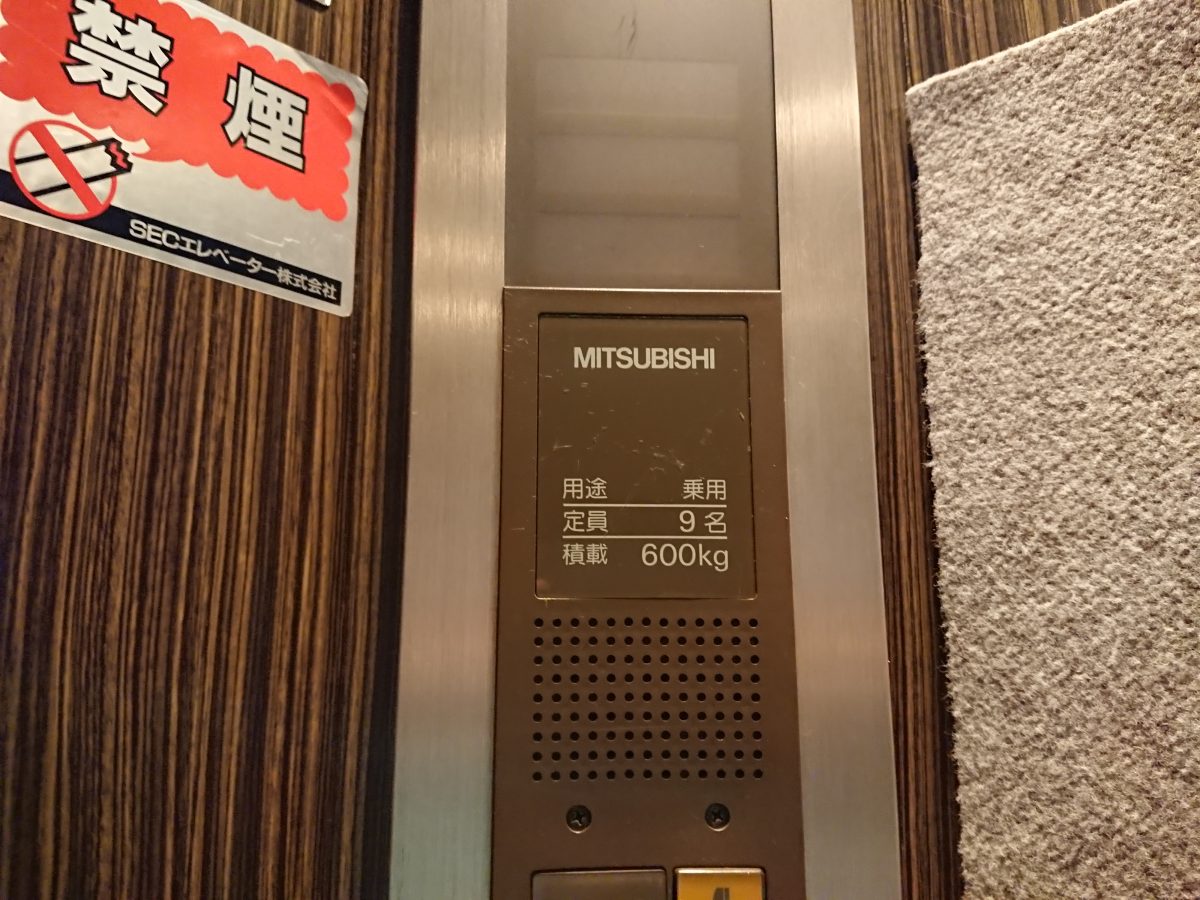 禁煙
SECエレベーター株式会社
MITSUBISHI
用途 乗用
定員 9名
積載 600kg